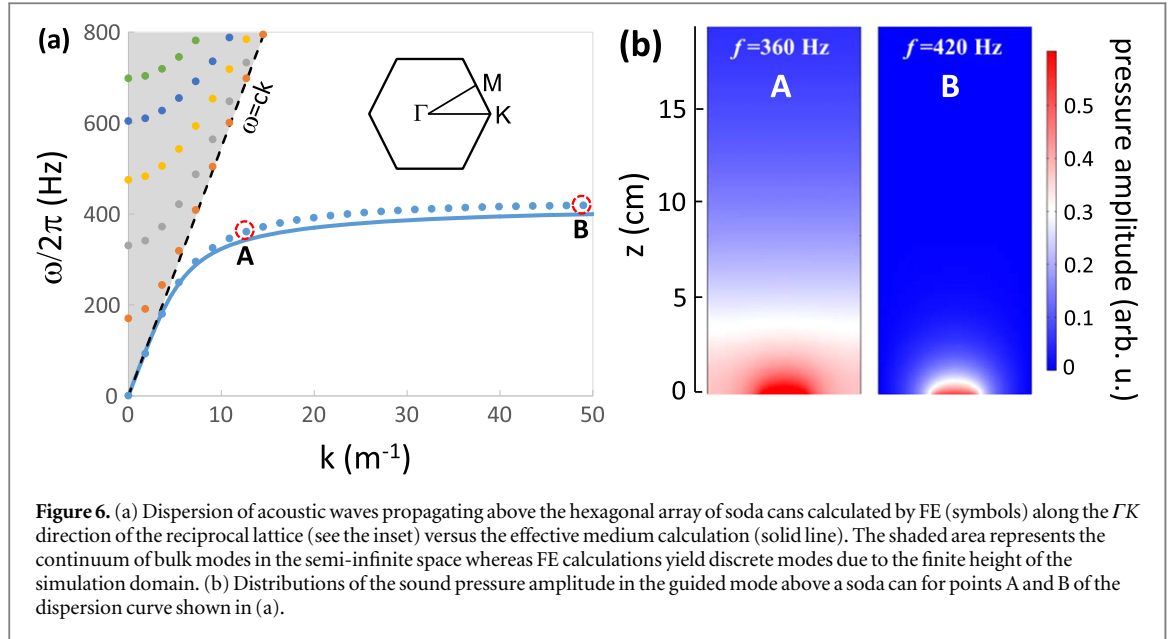 (a)
800
600
400
200
0
ω/2π (Hz)
0 10 20 30 40 50
k (m-1)
ω=ck
Γ
M
K
A
B
(b)
f=360 Hz
A
f=420 Hz
B
15
10
5
0
z (cm)
0.5
0.4
0.3
0.2
0.1
0
pressure amplitude (arb. u.)
Figure 6. (a) Dispersion of acoustic waves propagating above the hexagonal array of soda cans calculated by FE (symbols) along the ΓK
direction of the reciprocal lattice (see the inset) versus the effective medium calculation (solid line). The shaded area represents the
continuum of bulk modes in the semi-infinite space whereas FE calculations yield discrete modes due to the finite height of the
simulation domain. (b) Distributions of the sound pressure amplitude in the guided mode above a soda can for points A and B of the
dispersion curve shown in (a).